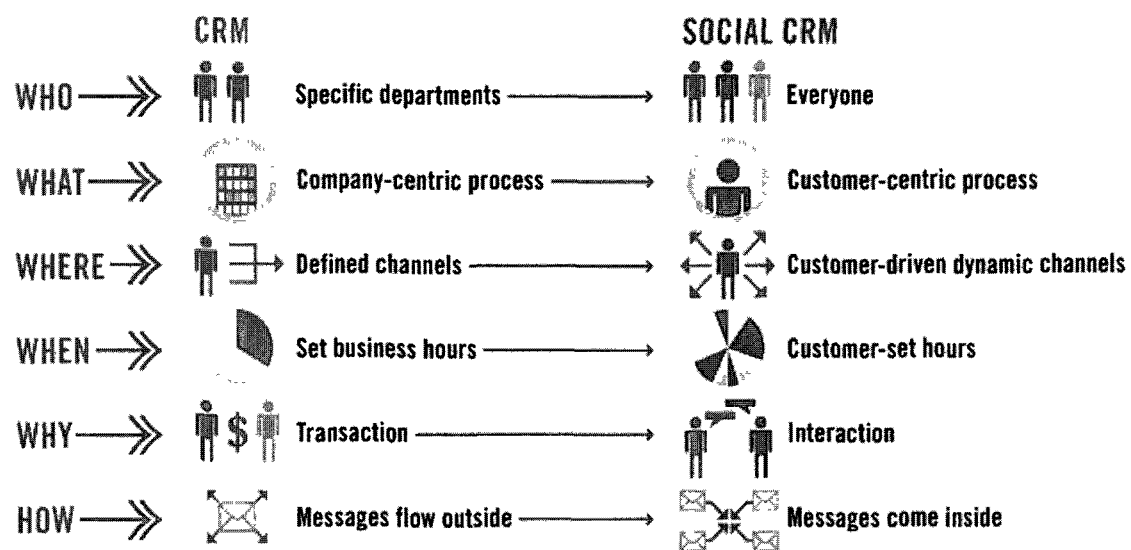 CRM SOCIAL CRM
WHO Specific departments Everyone
WHAT Company-centric process Customer-centric process
WHERE Defined channels Customer-driven dynamic channels
WHEN Set business hours Customer-set hours
WHY $ Transaction Interaction
HOW Messages flow outside Messages come inside